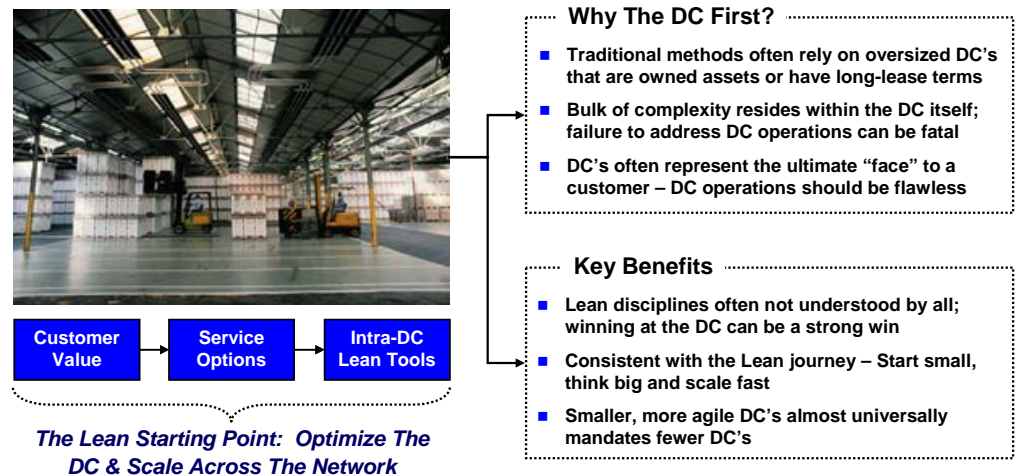 Customer
Value
Service
Options
Intra-DC
Lean Tools
The Lean Starting Point:  Optimize The
DC & Scale Across The Network
Why The DC First?
Traditional methods often rely on oversized DC's
that are owned assets or have long-lease terms
Bulk of complexity resides within the DC itself;
failure to address DC operations can be fatal
DC's often represent the ultimate “face” to a
customer – DC operations should be flawless
Key Benefits
Lean disciplines often not understood by all;
winning at the DC can be a strong win
Consistent with the Lean journey – Start small,
think big and scale fast
Smaller, more agile DC's almost universally
mandates fewer DC's